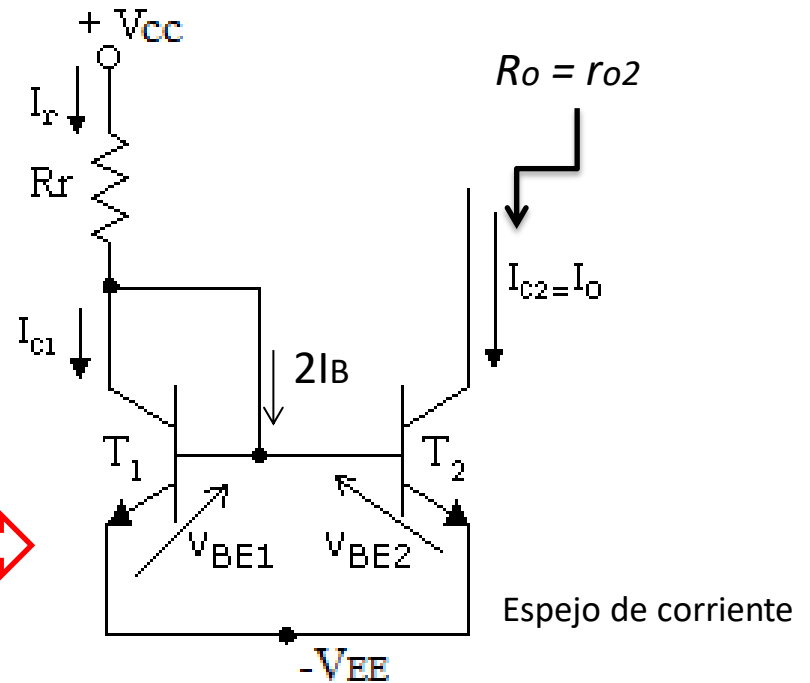 + VCC
Ro = ro2
Ir
Rr
IC1
IC2=IO
2IB
T1
T2
VBE1
VBE2
Espejo de corriente
-VEE